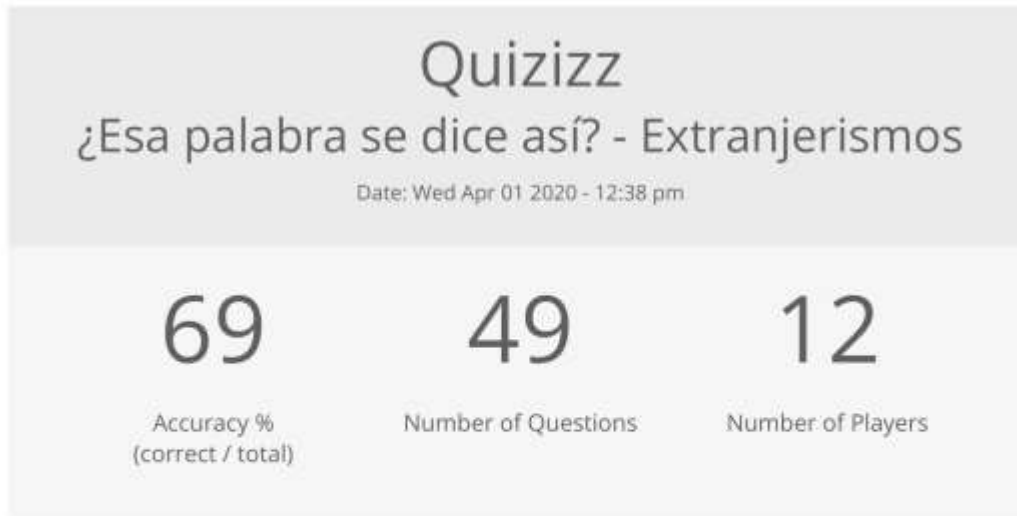 Quizizz
¿Esa palabra se dice así? - Extranjerismos
Date: Wed Apr 01 2020 - 12:38 pm
69 49 12
Accuracy % Number of Questions Number of Players
(correct / total)